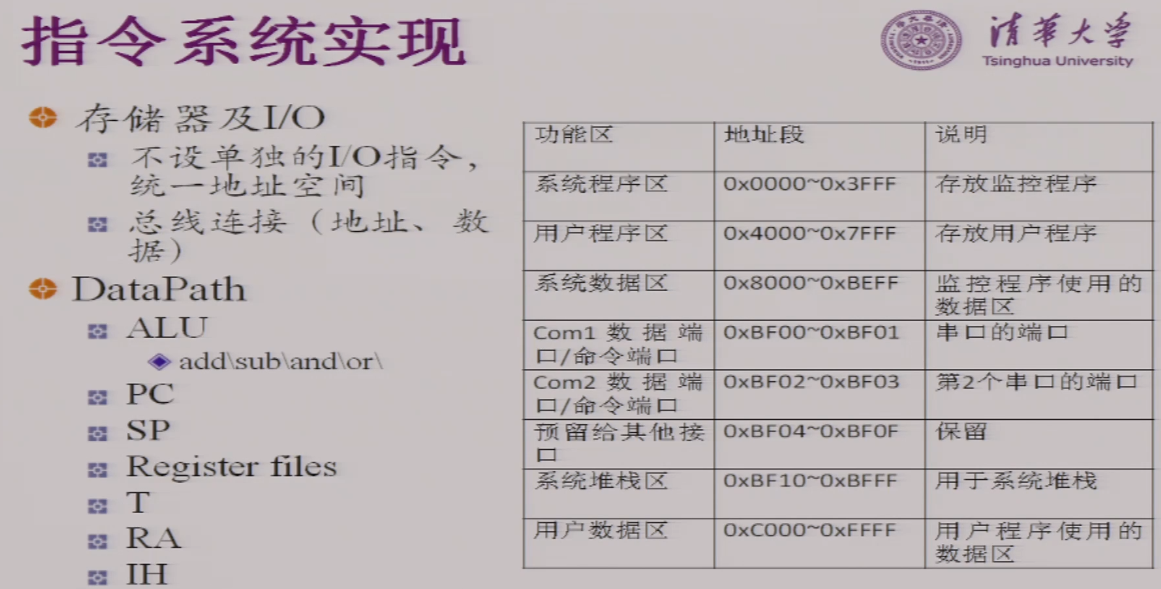 指令系统实现
清华大学
Tsinghua University
存储器及I/O
不设单独的I/O指令，
统一地址空间
总线连接（地址、数
据）
DataPath
ALU
add\sub\and\or\
PC
SP
Register files
T
RA
IH
功能区 地址段 说明
系统程序区 0x0000~0x3FFF 存放监控程序
用户程序区 0x4000~0x7FFF 存放用户程序
系统数据区 0x8000~0xBEFF 监控程序使用的
数据区
Com1 数据端 0xBF00~0xBF01 串口的端口
口/命令端口
Com2 数据端 0xBF02~0xBF03 第2个串口的端口
口/命令端口
预留给其他接 0xBF04~0xBF0F 保留
口
系统堆栈区 0xBF10~0xBFFF 用于系统堆栈
用户数据区 0xC000~0xFFFF 用户程序使用的
数据区